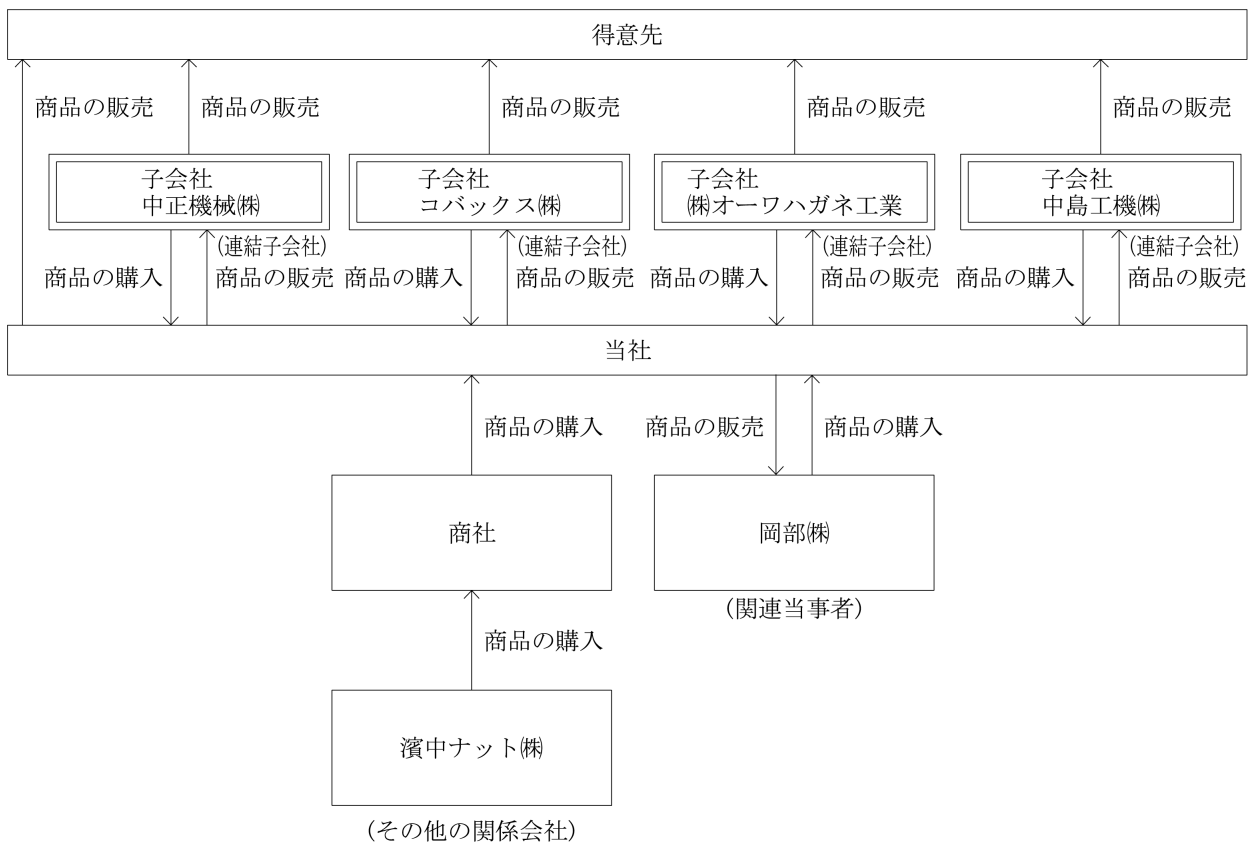 得意先
商品の販売
商品の販売
商品の販売
商品の販売
商品の販売
子会社
中正機械㈱
子会社
コバックス㈱
子会社
㈱オーワハガネ工業
子会社
中島工機㈱
(連結子会社)
(連結子会社)
(連結子会社)
(連結子会社)
商品の購入
商品の販売
商品の購入
商品の販売
商品の購入
商品の販売
商品の購入
商品の販売
当社
商品の購入
商品の販売
商品の購入
商社
岡部㈱
(関連当事者)
商品の購入
濱中ナット㈱
(その他の関係会社)